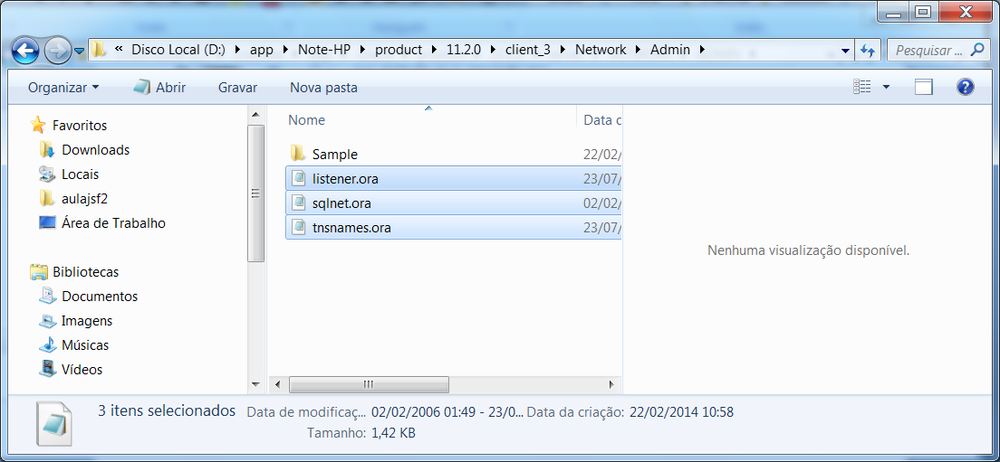 « Disco Local (D:) ▸ app ▸ Note-HP ▸ product ▸ 11.2.0 ▸ client_3 ▸ Network ▸ Admin ▸
Pesquisar ...
Organizar Abrir Gravar Nova pasta
Favoritos
Downloads
Locais
aulajsf2
Área de Trabalho
Bibliotecas
Documentos
Imagens
Músicas
Vídeos
Nome Data c
Sample 22/02/
listener.ora 23/07/
sqlnet.ora 02/02/
tnsnames.ora 23/07/
Nenhuma visualização disponível.
3 itens selecionados Data de modificaç... 02/02/2006 01:49 - 23/0... Data da criação: 22/02/2014 10:58
Tamanho: 1,42 KB